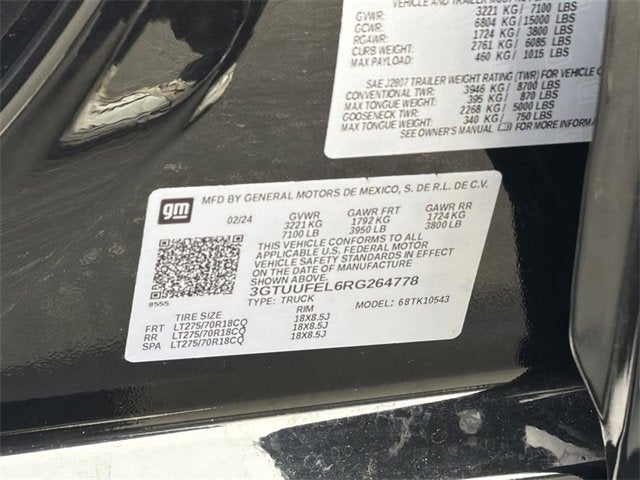 VEHICLE AND TRAILER MUST NOT
GVWR: 3221 KG / 7100 LBS
GCWR: 6804 KG / 15000 LBS
RGAWR: 1724 KG / 3800 LBS
CURB WEIGHT: 2761 KG / 6085 LBS
MAX PAYLOAD: 460 KG / 1015 LBS
SAE J2807 TRAILER WEIGHT RATING (TWR) FOR VEHICLE
CONVENTIONAL TWR: 3946 KG / 8700 LBS
MAX TONGUE WEIGHT: 395 KG / 870 LBS
GOOSENECK TWR: 2268 KG / 5000 LBS
MAX TONGUE WEIGHT: 340 KG / 750 LBS
SEE OWNER'S MANUAL FOR MORE INFORMA
gm
MFD BY GENERAL MOTORS DE MEXICO, S. DE R.L. DE C.V.
02/24 GVWR GAWR FRT GAWR RR
3221 KG 1792 KG 1724 KG
7100 LB 3950 LB 3800 LB
THIS VEHICLE CONFORMS TO ALL
APPLICABLE U.S. FEDERAL MOTOR
VEHICLE SAFETY STANDARDS IN
EFFECT ON THE DATE OF MANUFACTURE
SHOWN ABOVE.
3GTUUFEL6RG264778
8555
TYPE: TRUCK MODEL: 68TK10543
TIRE SIZE RIM
FRT LT275/70R18CQ 18X8.5J
RR LT275/70R18CQ 18X8.5J
SPA LT275/70R18CQ 18X8.5J